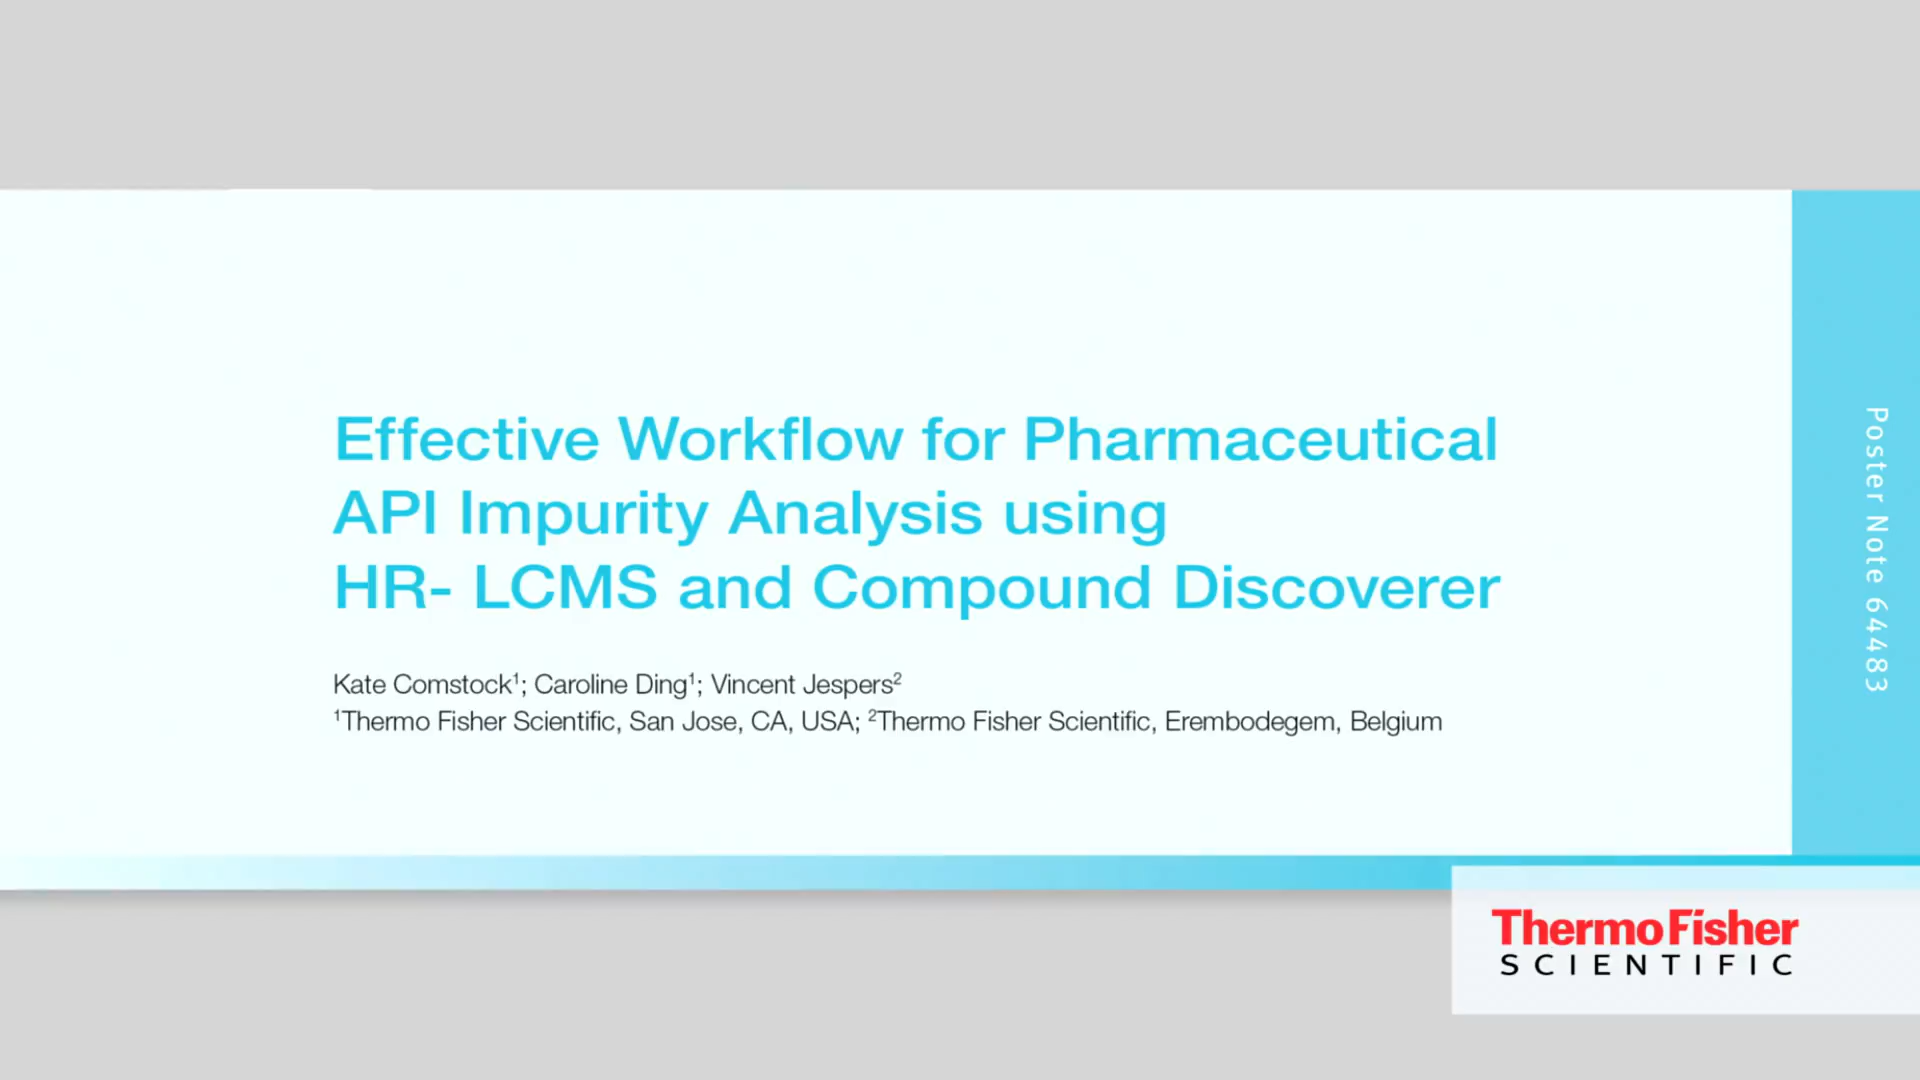 Effective Workflow for Pharmaceutical
API Impurity Analysis using
HR- LCMS and Compound Discoverer
Kate Comstock¹; Caroline Ding¹; Vincent Jespers²
¹Thermo Fisher Scientific, San Jose, CA, USA; ²Thermo Fisher Scientific, Erembodegem, Belgium
Poster Note 64483
ThermoFisher
SCIENTIFIC